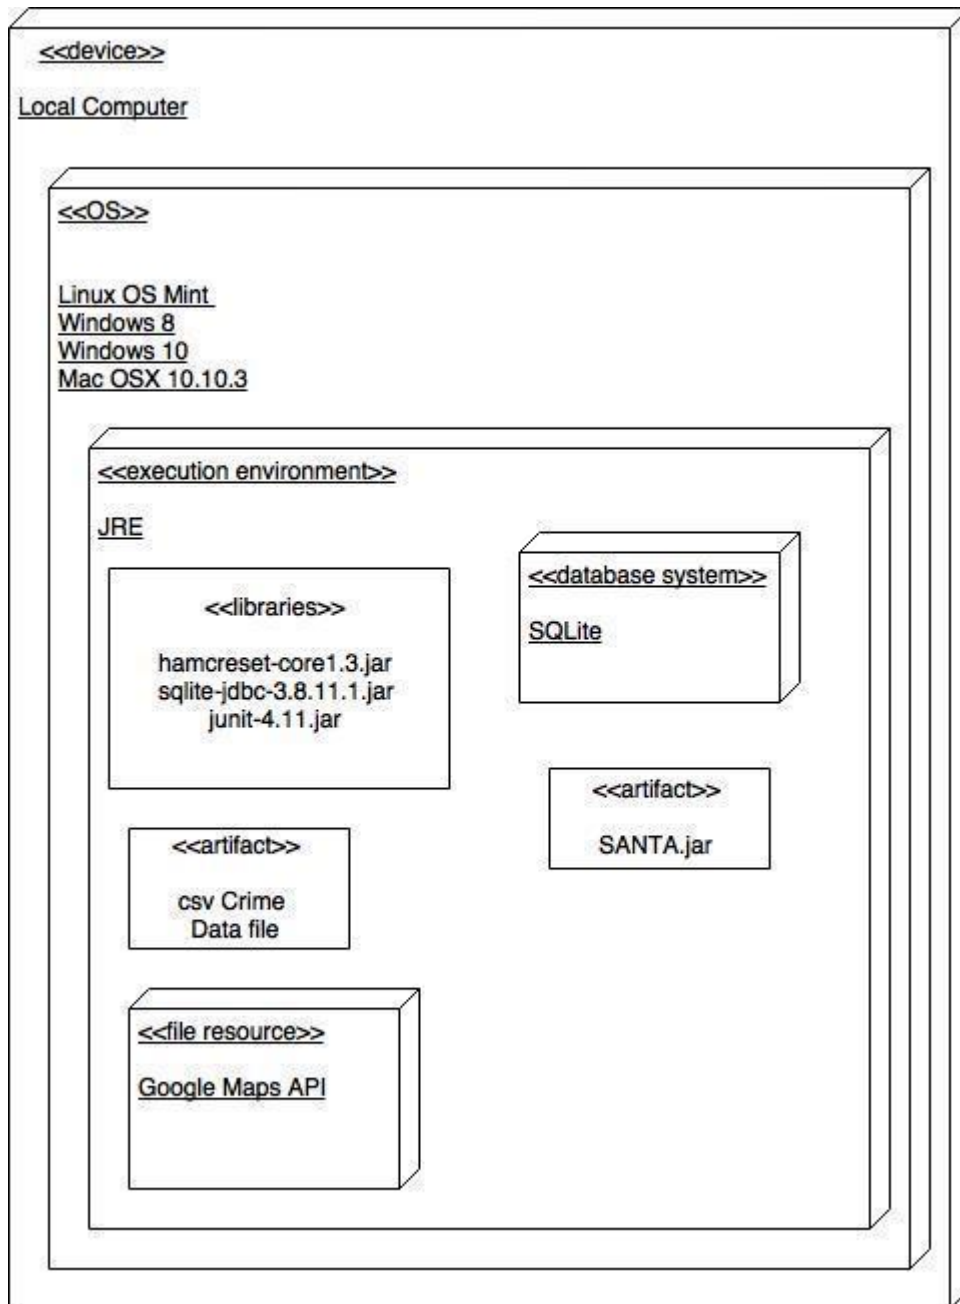 <<device>>
Local Computer
<<OS>>
Linux OS Mint
Windows 8
Windows 10
Mac OSX 10.10.3
<<execution environment>>
JRE
<<libraries>>
hamcreset-core1.3.jar
sqlite-jdbc-3.8.11.1.jar
junit-4.11.jar
<<database system>>
SQLite
<<artifact>>
SANTA.jar
<<artifact>>
csv Crime
Data file
<<file resource>>
Google Maps API